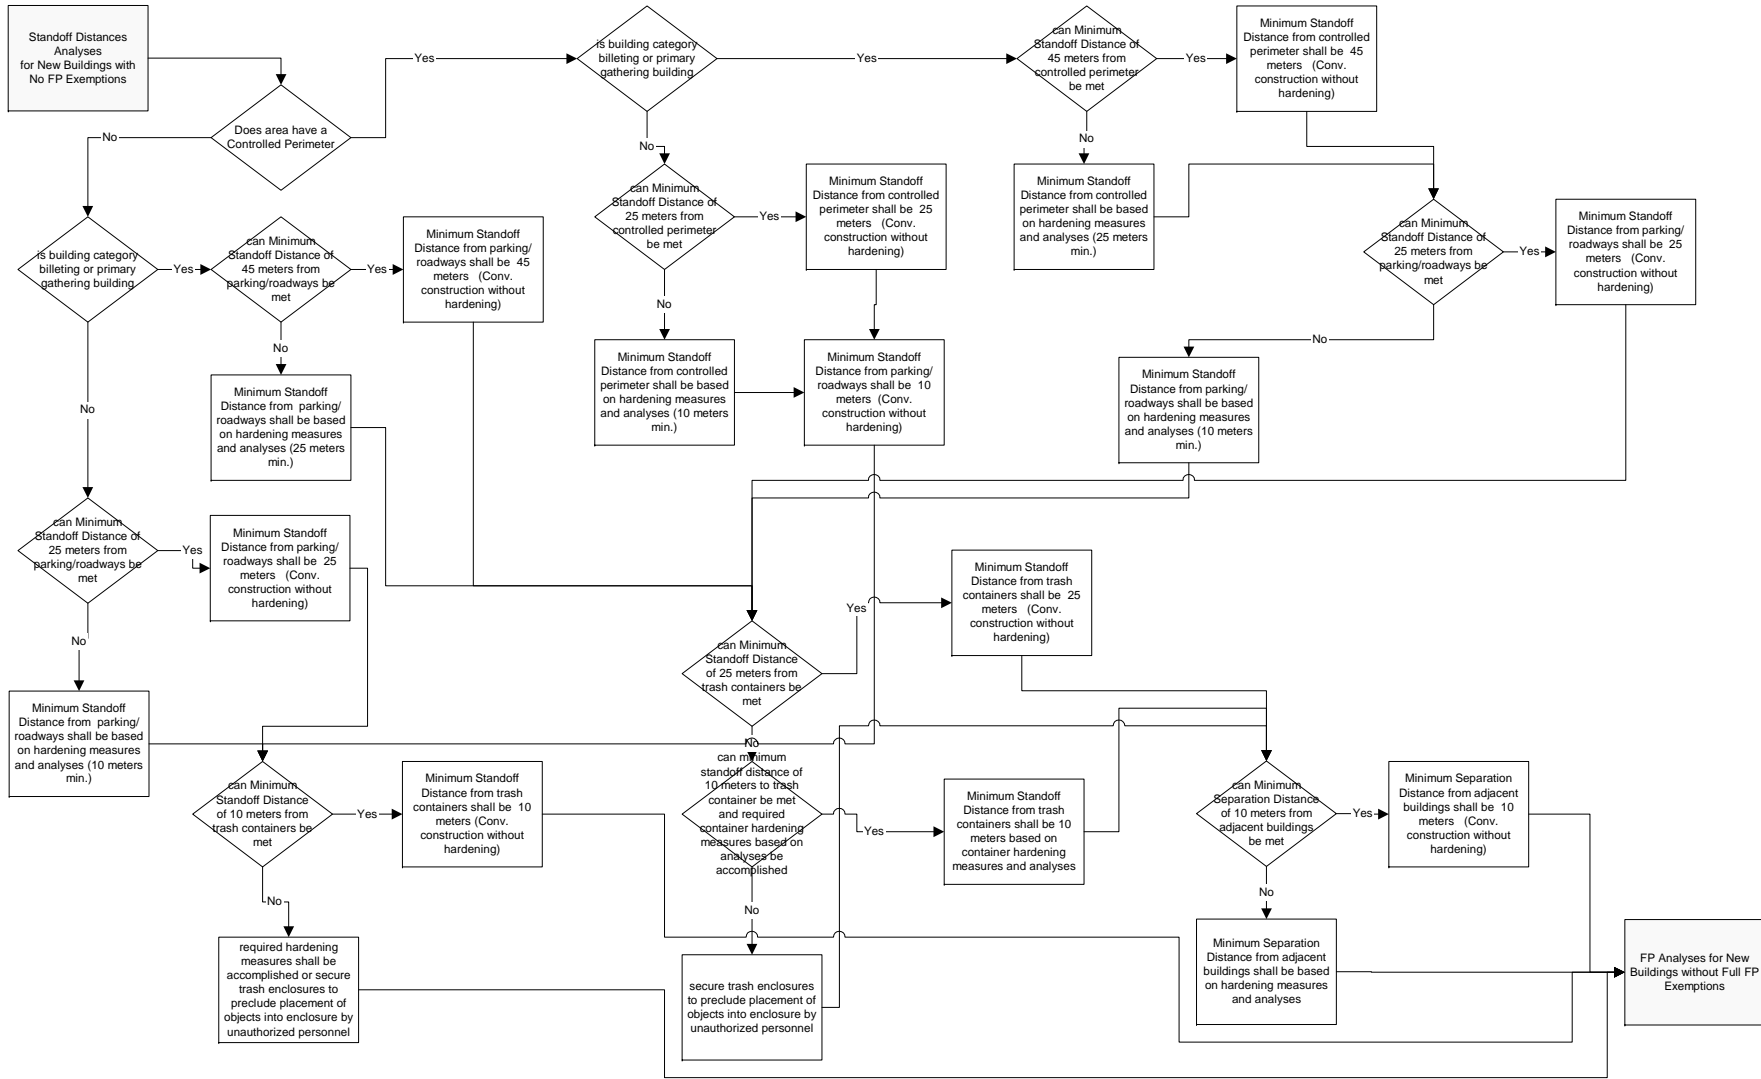 Standoff Distances
Analyses
for New Buildings with
No FP Exemptions
Does area have a
Controlled Perimeter
Yes
No
is building category
billeting or primary
gathering building
Yes
No
can Minimum
Standoff Distance of
45 meters from
controlled perimeter
be met
Yes
No
Minimum Standoff
Distance from controlled
perimeter shall be 45
meters (Conv.
construction without
hardening)
can Minimum
Standoff Distance of
25 meters from
controlled perimeter
be met
Yes
No
Minimum Standoff
Distance from controlled
perimeter shall be 25
meters (Conv.
construction without
hardening)
Minimum Standoff
Distance from controlled
perimeter shall be based
on hardening measures
and analyses (25 meters
min.)
can Minimum
Standoff Distance of
25 meters from
parking/roadways be
met
Yes
No
Minimum Standoff
Distance from parking/
roadways shall be 25
meters (Conv.
construction without
hardening)
is building category
billeting or primary
gathering building
Yes
No
can Minimum
Standoff Distance of
45 meters from
parking/roadways be
met
Yes
No
Minimum Standoff
Distance from parking/
roadways shall be 45
meters (Conv.
construction without
hardening)
Minimum Standoff
Distance from parking/
roadways shall be based
on hardening measures
and analyses (25 meters
min.)
Minimum Standoff
Distance from controlled
perimeter shall be based
on hardening measures
and analyses (10 meters
min.)
Minimum Standoff
Distance from parking/
roadways shall be 10
meters (Conv.
construction without
hardening)
Minimum Standoff
Distance from parking/
roadways shall be based
on hardening measures
and analyses (10 meters
min.)
can Minimum
Standoff Distance of
25 meters from
parking/roadways be
met
Yes
No
Minimum Standoff
Distance from parking/
roadways shall be 25
meters (Conv.
construction without
hardening)
Minimum Standoff
Distance from parking/
roadways shall be based
on hardening measures
and analyses (10 meters
min.)
can Minimum
Standoff Distance
of 25 meters from
trash containers be
met
Yes
No
Minimum Standoff
Distance from trash
containers shall be 25
meters (Conv.
construction without
hardening)
can Minimum
Standoff Distance
of 10 meters from
trash containers be
met
Yes
No
Minimum Standoff
Distance from trash
containers shall be 10
meters (Conv.
construction without
hardening)
can minimum
standoff distance of
10 meters to trash
container be met
and required
container hardening
measures based on
analyses be
accomplished
Yes
No
Minimum Standoff
Distance from trash
containers shall be 10
meters based on
container hardening
measures and analyses
can Minimum
Separation Distance
of 10 meters from
adjacent buildings
be met
Yes
No
Minimum Separation
Distance from adjacent
buildings shall be 10
meters (Conv.
construction without
hardening)
required hardening
measures shall be
accomplished or secure
trash enclosures to
preclude placement of
objects into enclosure by
unauthorized personnel
secure trash enclosures
to preclude placement of
objects into enclosure by
unauthorized personnel
Minimum Separation
Distance from adjacent
buildings shall be based
on hardening measures
and analyses
FP Analyses for New
Buildings without Full FP
Exemptions